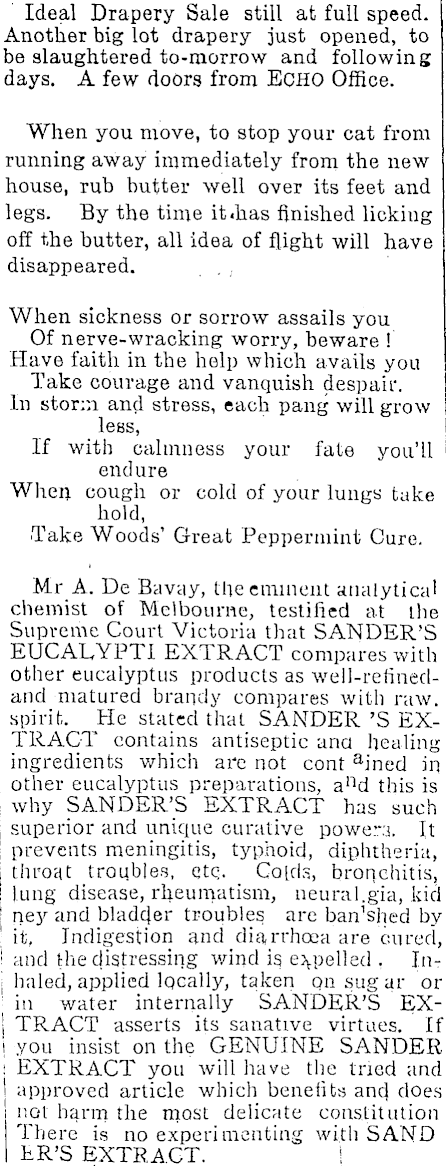 Ideal Drapery Sale still at full speed.
Another big lot drapery just opened, to
be slaughtered to-morrow and following
days. A few doors from ECHO Office.
When you move, to stop your cat from
running away immediately from the new
house, rub butter well over its feet and
legs. By the time it has finished licking
off the butter, all idea of flight will have
disappeared.
When sickness or sorrow assails you
Of nerve-wracking worry, beware !
Have faith in the help which avails you
Take courage and vanquish despair.
In storm and stress, each pang will grow
less,
If with calmness your fate you'll
endure
When cough or cold of your lungs take
hold,
Take Woods' Great Peppermint Cure.
Mr A. De Bavay, the eminent analytical
chemist of Melbourne, testified at the
Supreme Court Victoria that SANDER'S
EUCALYPTI EXTRACT compares with
other eucalyptus products as well-refined-
and matured brandy compares with raw.
spirit. He stated that SANDER 'S EX-
TRACT contains antiseptic and healing
ingredients which are not cont ained in
other eucalyptus preparations, and this is
why SANDER'S EXTRACT has such
superior and unique curative powers. It
prevents meningitis, typhoid, diphtheria,
throat troubles, etc. Colds, bronchitis,
lung disease, rheumatism, neural.gia, kid
ney and bladder troubles are ban'shed by
it. Indigestion and diarrhœa are cured,
and the distressing wind is expelled . In-
haled, applied locally, taken on sug ar or
in water internally SANDER'S EX-
TRACT asserts its sanative virtues. If
you insist on the GENUINE SANDER
EXTRACT you will have the tried and
approved article which benefits and does
not harm the most delicate constitution
There is no experimenting with SAND
ER'S EXTRACT.